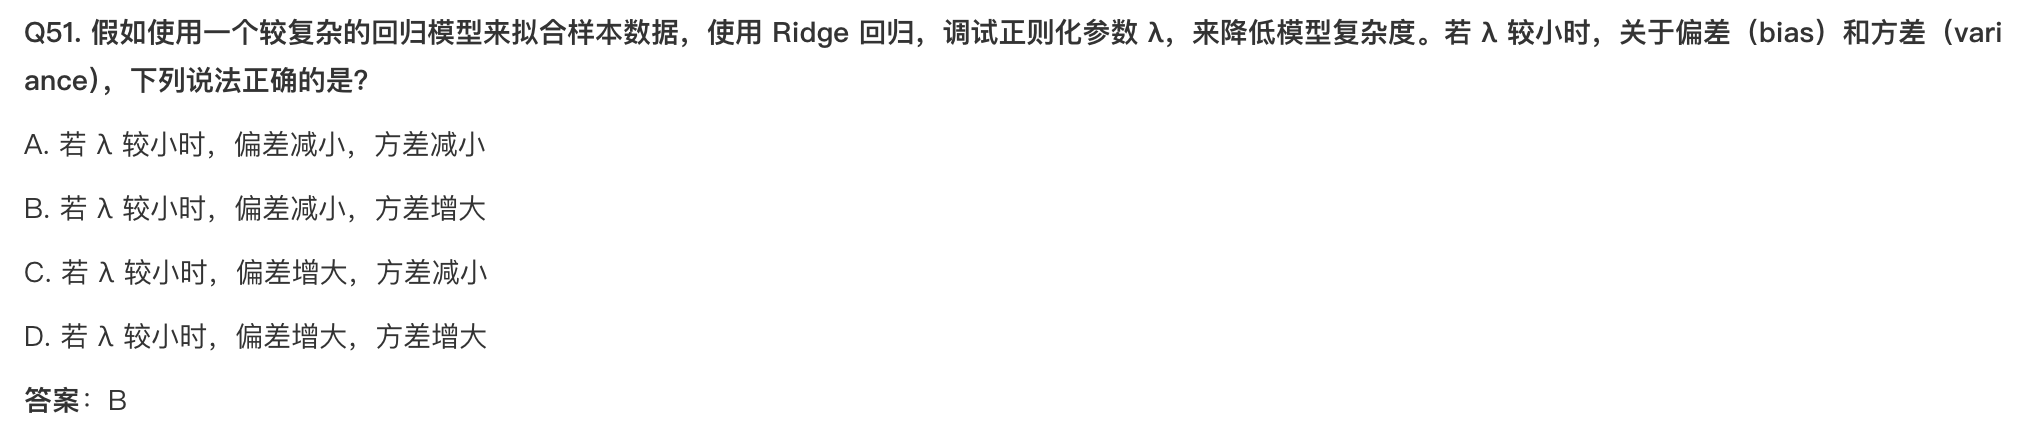 Q51. 假如使用一个较复杂的回归模型来拟合样本数据，使用 Ridge 回归，调试正则化参数 λ，来降低模型复杂度。若 λ 较小时，关于偏差（bias）和方差（vari
ance），下列说法正确的是？
A. 若 λ 较小时，偏差减小，方差减小
B. 若 λ 较小时，偏差减小，方差增大
C. 若 λ 较小时，偏差增大，方差减小
D. 若 λ 较小时，偏差增大，方差增大
答案：B